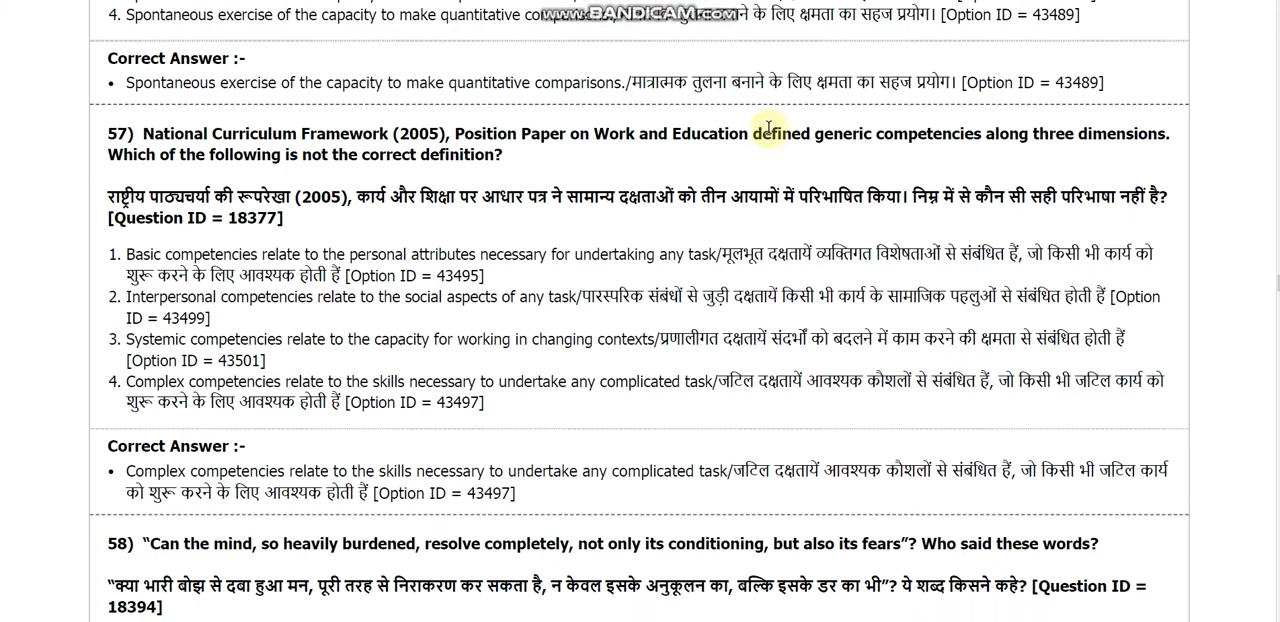 4. Spontaneous exercise of the capacity to make quantitative के लिए क्षमता का सहज प्रयोग। [Option ID = 43489]
www.BANDICAM.com
Correct Answer :-
• Spontaneous exercise of the capacity to make quantitative comparisons./मात्रात्मक तुलना बनाने के लिए क्षमता का सहज प्रयोग। [Option ID = 43489]
57) National Curriculum Framework (2005), Position Paper on Work and Education defined generic competencies along three dimensions.
Which of the following is not the correct definition?
राष्ट्रीय पाठ्यचर्या की रूपरेखा (2005), कार्य और शिक्षा पर आधार पत्र ने सामान्य दक्षताओं को तीन आयामों में परिभाषित किया। निम्न में से कौन सी सही परिभाषा नहीं है?
[Question ID = 18377]
1. Basic competencies relate to the personal attributes necessary for undertaking any task/मूलभूत दक्षतायें व्यक्तिगत विशेषताओं से संबंधित हैं, जो किसी भी कार्य को
शुरू करने के लिए आवश्यक होती हैं [Option ID = 43495]
2. Interpersonal competencies relate to the social aspects of any task/पारस्परिक संबंधों से जुड़ी दक्षतायें किसी भी कार्य के सामाजिक पहलुओं से संबंधित होती हैं [Option
ID = 43499]
3. Systemic competencies relate to the capacity for working in changing contexts/प्रणालीगत दक्षतायें संदर्भों को बदलने में काम करने की क्षमता से संबंधित होती हैं
[Option ID = 43501]
4. Complex competencies relate to the skills necessary to undertake any complicated task/जटिल दक्षतायें आवश्यक कौशलों से संबंधित हैं, जो किसी भी जटिल कार्य को
शुरू करने के लिए आवश्यक होती हैं [Option ID = 43497]
Correct Answer :-
• Complex competencies relate to the skills necessary to undertake any complicated task/जटिल दक्षतायें आवश्यक कौशलों से संबंधित हैं, जो किसी भी जटिल कार्य
को शुरू करने के लिए आवश्यक होती हैं [Option ID = 43497]
58) “Can the mind, so heavily burdened, resolve completely, not only its conditioning, but also its fears”? Who said these words?
“क्या भारी बोझ से दबा हुआ मन, पूरी तरह से निराकरण कर सकता है, न केवल इसके अनुकूलन का, बल्कि इसके डर का भी”? ये शब्द किसने कहे? [Question ID =
18394]